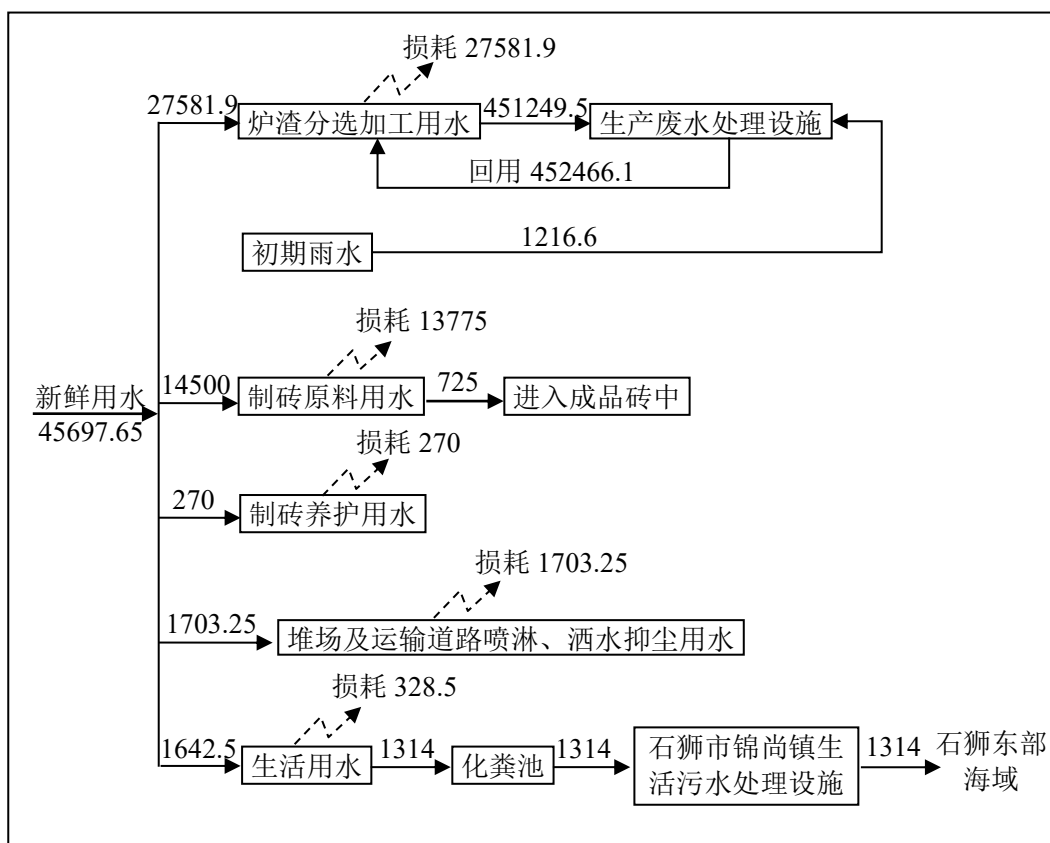 损耗 27581.9
27581.9
炉渣分选加工用水
451249.5
生产废水处理设施
回用 452466.1
初期雨水
1216.6
损耗 13775
新鲜用水
45697.65
14500
制砖原料用水
725
进入成品砖中
损耗 270
270
制砖养护用水
损耗 1703.25
1703.25
堆场及运输道路喷淋、洒水抑尘用水
损耗 328.5
1642.5
生活用水
1314
化粪池
1314
石狮市锦尚镇生
活污水处理设施
1314
石狮东部
海域